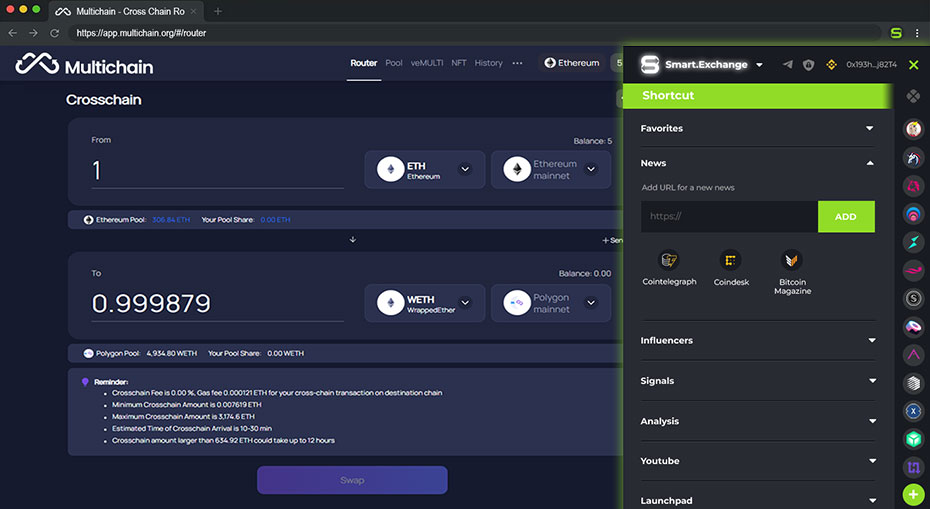 Multichain - Cross Chain Ro
https://app.multichain.org/#/router
Multichain
Router Pool veMULTI NFT History ••• Ethereum 5
Crosschain
From
Balance: 5
1
ETH
Ethereum
Ethereum
mainnet
Ethereum Pool: 306.84 ETH Your Pool Share: 0.00 ETH
+ Sen
To
Balance: 0.00
0.999879
WETH
WrappedEther
Polygon
mainnet
Polygon Pool: 4,934.80 WETH Your Pool Share: 0.00 WETH
Reminder:
• Crosschain Fee is 0.00 %, Gas fee 0.000121 ETH for your cross-chain transaction on destination chain
• Minimum Crosschain Amount is 0.007619 ETH
• Maximum Crosschain Amount is 3,174.6 ETH
• Estimated Time of Crosschain Arrival is 10-30 min
• Crosschain amount larger than 634.92 ETH could take up to 12 hours
Swap
Smart.Exchange 0x193h...j82T4
Shortcut
Favorites
News
Add URL for a new news
https://
ADD
Cointelegraph
Coindesk
Bitcoin
Magazine
Influencers
Signals
Analysis
Youtube
Launchpad